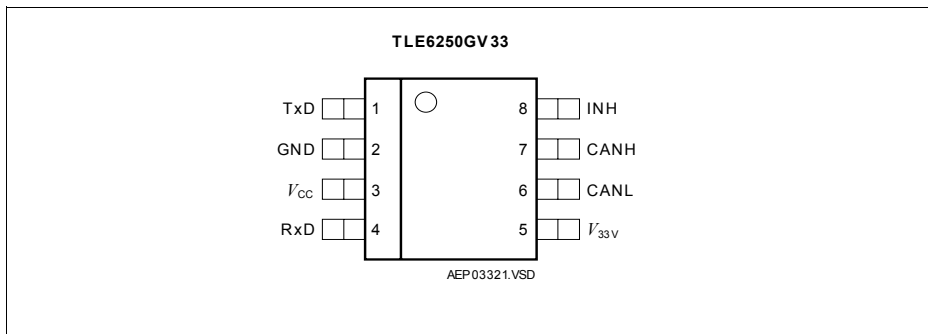 TLE6250GV33
TxD 1 8 INH
GND 2 7 CANH
VCC 3 6 CANL
RxD 4 5 V33V
AEP03321.VSD